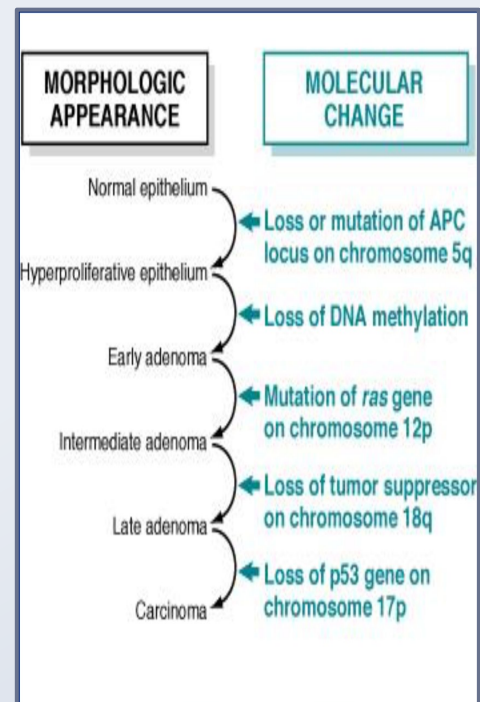 MORPHOLOGIC
APPEARANCE
MOLECULAR
CHANGE
Normal epithelium
Loss or mutation of APC
locus on chromosome 5q
Hyperproliferative epithelium
Loss of DNA methylation
Early adenoma
Mutation of ras gene
on chromosome 12p
Intermediate adenoma
Loss of tumor suppressor
on chromosome 18q
Late adenoma
Loss of p53 gene on
chromosome 17p
Carcinoma